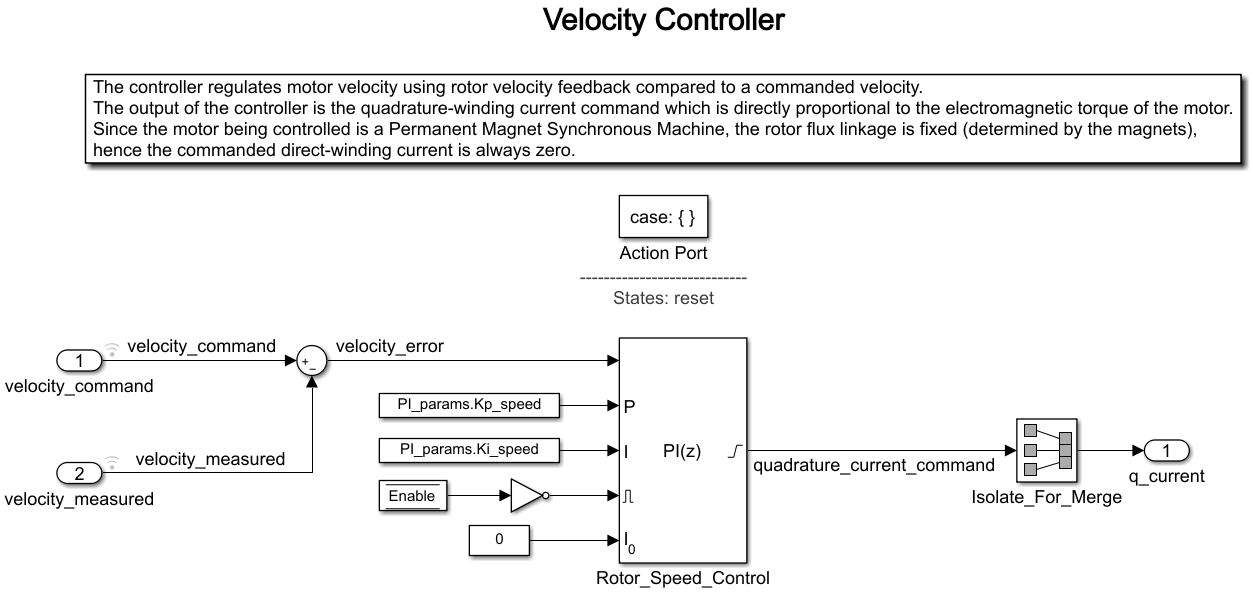 Velocity Controller
The controller regulates motor velocity using rotor velocity feedback compared to a commanded velocity.
The output of the controller is the quadrature-winding current command which is directly proportional to the electromagnetic torque of the motor.
Since the motor being controlled is a Permanent Magnet Synchronous Machine, the rotor flux linkage is fixed (determined by the magnets),
hence the commanded direct-winding current is always zero.
case: { }
Action Port
States: reset
1
velocity_command
velocity_command
+
−
velocity_error
2
velocity_measured
velocity_measured
PI_params.Kp_speed
P
PI_params.Ki_speed
I
PI(z)
Enable
0
I0
Rotor_Speed_Control
quadrature_current_command
Isolate_For_Merge
1
q_current